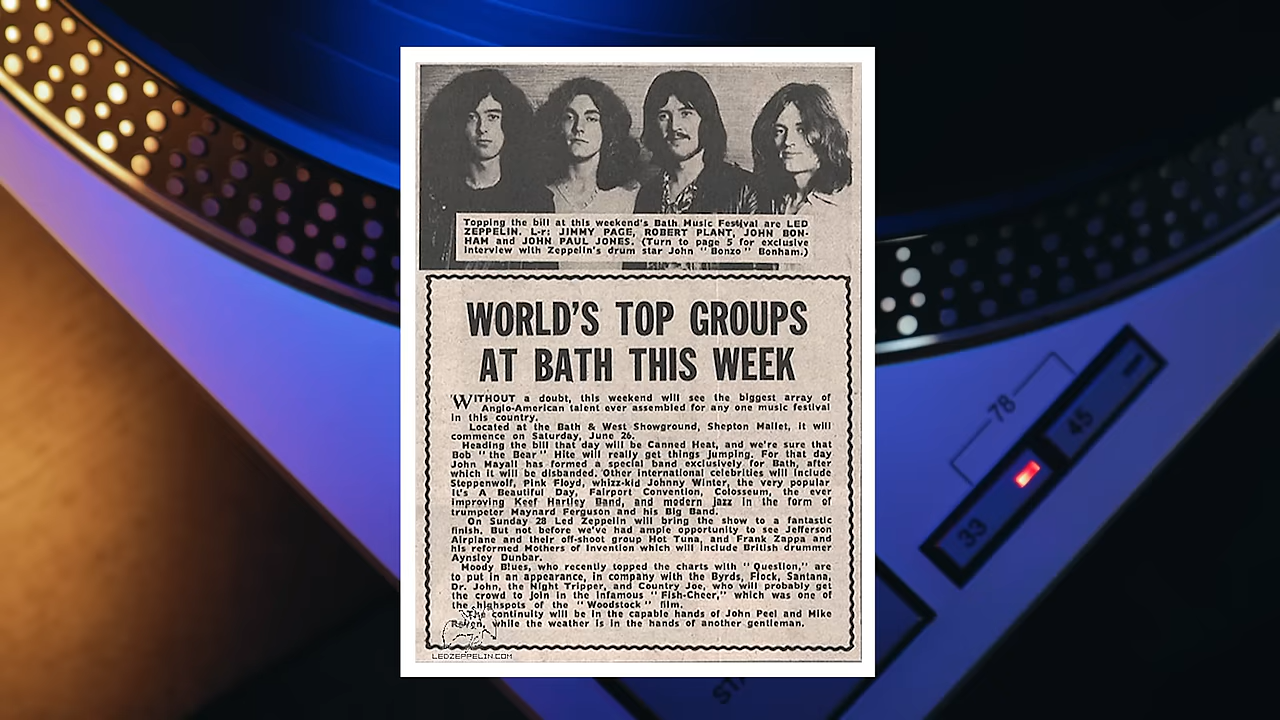 Topping the bill at this weekend's Bath Music Festival are LED
ZEPPELIN. L-r: JIMMY PAGE, ROBERT PLANT, JOHN BON-
HAM and JOHN PAUL JONES. (Turn to page 5 for exclusive
interview with Zeppelin's drum star John "Bonzo" Bonham.)
WORLD'S TOP GROUPS
AT BATH THIS WEEK
WITHOUT a doubt, this weekend will see the biggest array of
Anglo-American talent ever assembled for any one music festival
in this country.
Located at the Bath & West Showground, Shepton Mallet, it will
commence on Saturday, June 26.
Heading the bill that day will be Canned Heat, and we're sure that
Bob "the Bear" Hite will really get things jumping. For that day
John Mayall has formed a special band exclusively for Bath, after
which it will be disbanded. Other international celebrities will include
Steppenwolf, Pink Floyd, whizz-kid Johnny Winter, the very popular
It's A Beautiful Day, Fairport Convention, Colosseum, the ever
improving Keef Hartley Band, and modern jazz in the form of
trumpeter Maynard Ferguson and his Big Band.
On Sunday 28 Led Zeppelin will bring the show to a fantastic
finish. But not before we've had ample opportunity to see Jefferson
Airplane and their off-shoot group Hot Tuna, and Frank Zappa and
his reformed Mothers of Invention which will include British drummer
Aynsley Dunbar.
Moody Blues, who recently topped the charts with "Question," are
to put in an appearance, in company with the Byrds, Flock, Santana,
Dr. John, the Night Tripper, and Country Joe, who will probably get
the crowd to join in the infamous "Fish-Cheer," which was one of
the highspots of the "Woodstock" film.
The continuity will be in the capable hands of John Peel and Mike
Raven, while the weather is in the hands of another gentleman.
LEDZEPPELIN.COM
78
45
33